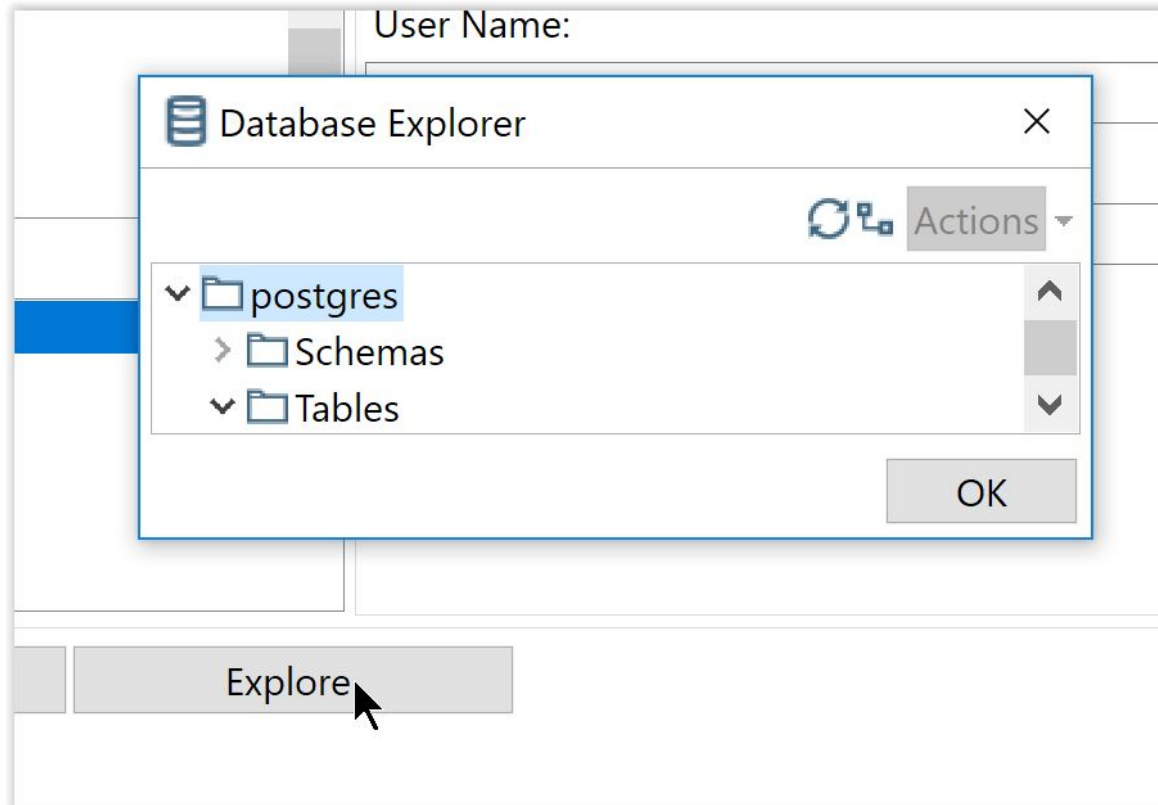 User Name:
Database Explorer
Actions
postgres
Schemas
Tables
OK
Explore